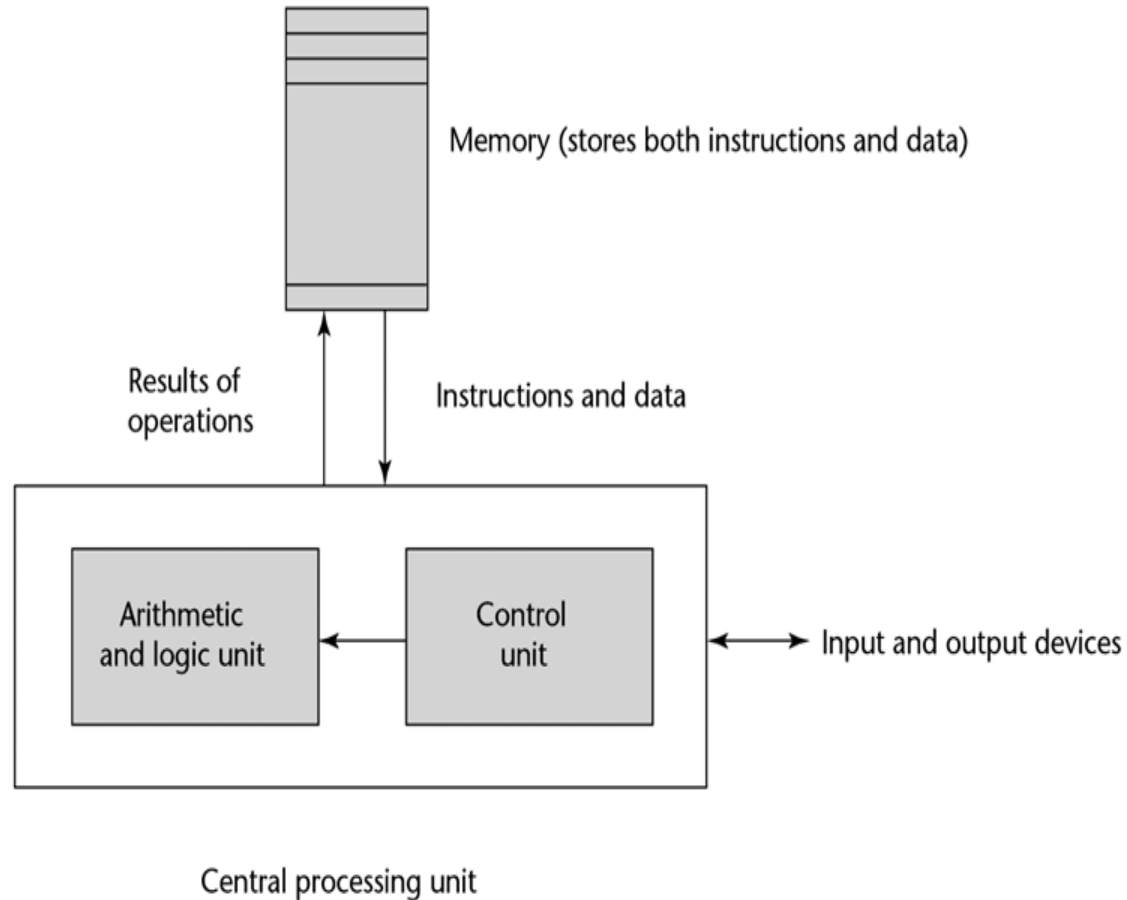 Memory (stores both instructions and data)
Results of
operations
Instructions and data
Arithmetic
and logic unit
Control
unit
Input and output devices
Central processing unit